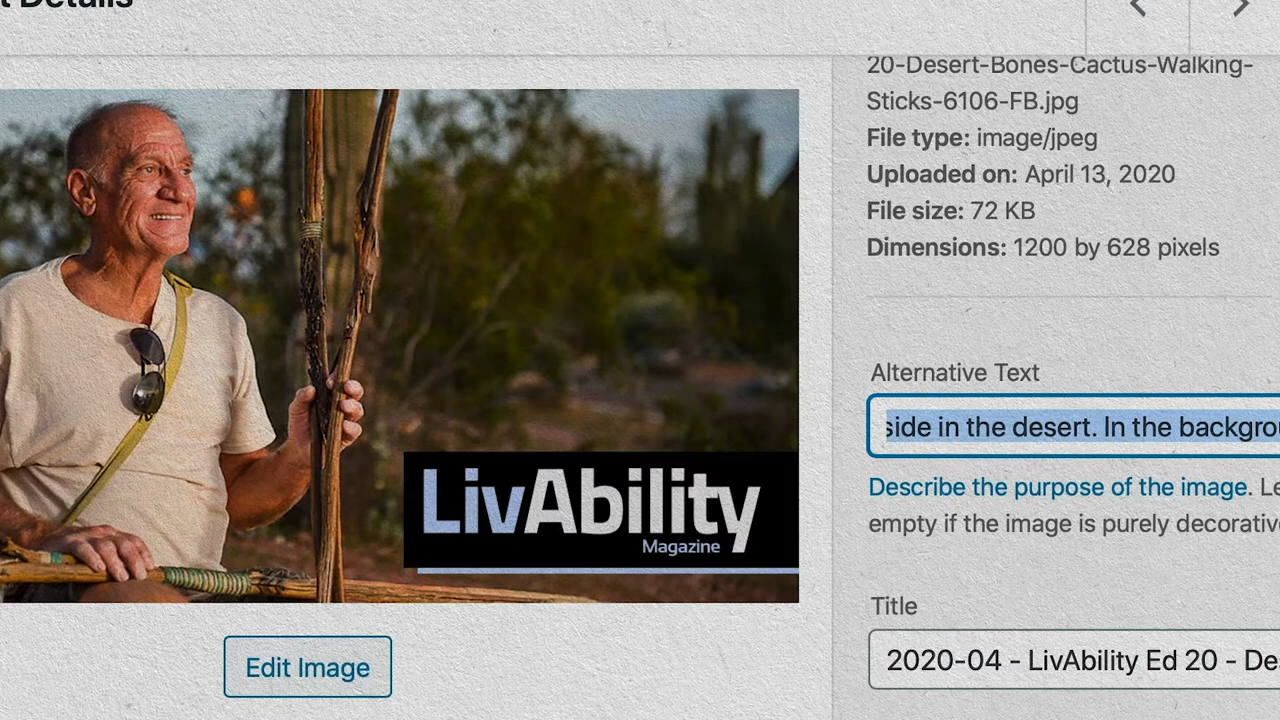 t Details
20-Desert-Bones-Cactus-Walking-
Sticks-6106-FB.jpg
File type: image/jpeg
Uploaded on: April 13, 2020
File size: 72 KB
Dimensions: 1200 by 628 pixels
Alternative Text
side in the desert. In the backgrou
Describe the purpose of the image. Le
empty if the image is purely decorativ
LivAbility
Magazine
Title
2020-04 - LivAbility Ed 20 - De
Edit Image